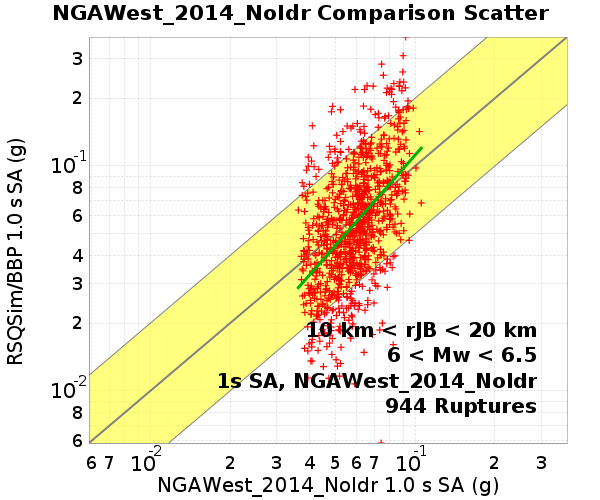 NGAWest_2014_NoIdr Comparison Scatter
RSQSim/BBP 1.0 s SA (g)
3
2
10-1
8
6
4
3
2
10-2
8
6
10 km < rJB < 20 km
6 < Mw < 6.5
1s SA, NGAWest_2014_NoIdr
944 Ruptures
6 7 10-2 2 3 4 5 6 7 10-1 2 3
NGAWest_2014_NoIdr 1.0 s SA (g)